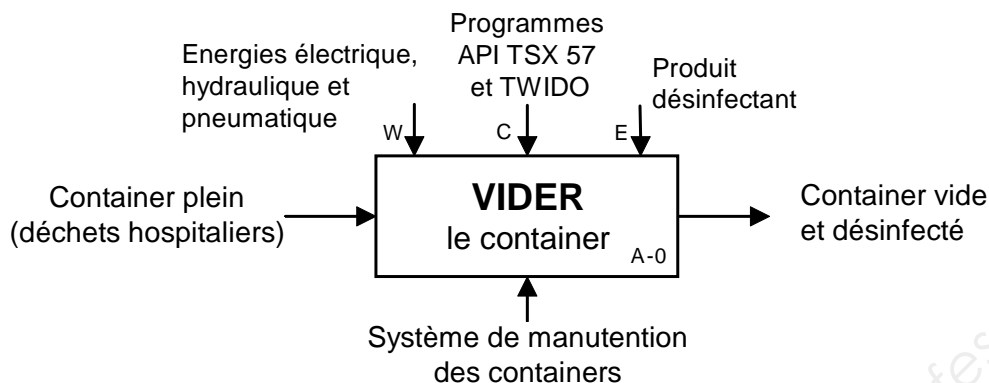 Programmes
API TSX 57
et TWIDO
Energies électrique,
hydraulique et
pneumatique
Produit
désinfectant
W
C
E
Container plein
(déchets hospitaliers)
VIDER
le container
A-0
Container vide
et désinfecté
Système de manutention
des containers